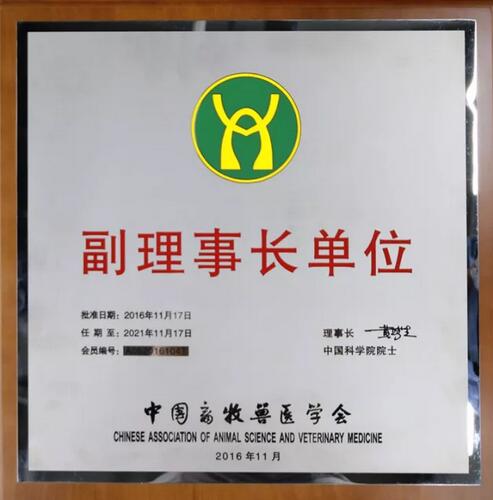 副理事长单位
批准日期：2016年11月17日
任 期 至：2021年11月17日
会员编号：
理事长
中国科学院院士
中国畜牧兽医学会
CHINESE ASSOCIATION OF ANIMAL SCIENCE AND VETERINARY MEDICINE
2016年11月